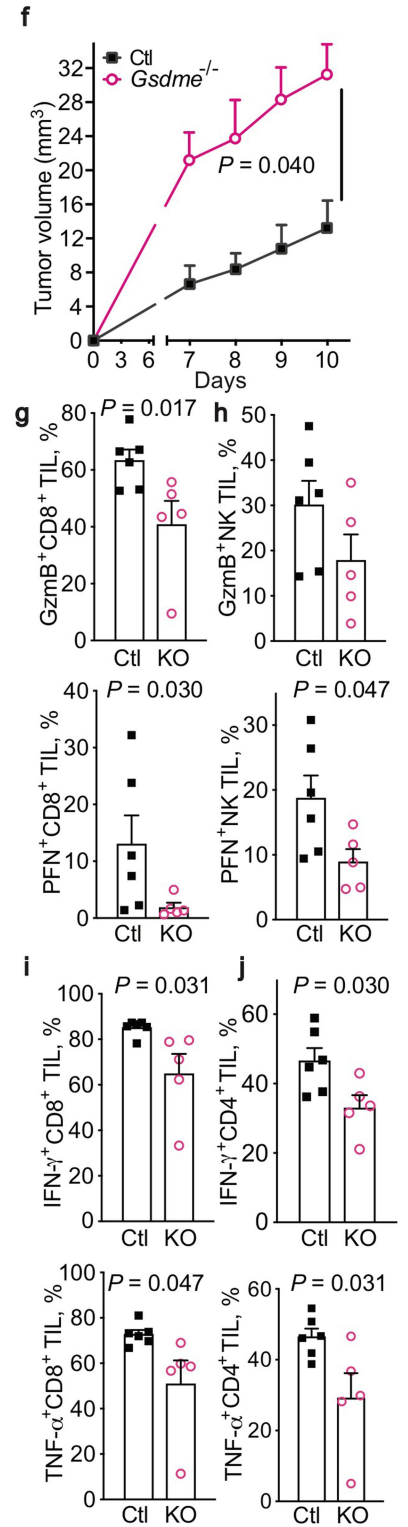 f
Ctl
Gsdme-/-
Tumor volume (mm3)
32
28
24
20
16
12
8
4
0
P = 0.040
0 3 6 7 8 9 10
Days
g
P = 0.017
GzmB+CD8+ TIL, %
80
60
40
20
0
Ctl KO
h
GzmB+NK TIL, %
50
40
30
20
10
0
Ctl KO
P = 0.030
PFN+CD8+ TIL, %
40
30
20
10
0
Ctl KO
P = 0.047
PFN+NK TIL, %
30
20
10
0
Ctl KO
i
P = 0.031
IFN-γ+CD8+ TIL, %
100
80
60
40
20
0
Ctl KO
j
P = 0.030
IFN-γ+CD4+ TIL, %
60
40
20
0
Ctl KO
P = 0.047
TNF-α+CD8+ TIL, %
100
80
60
40
20
0
Ctl KO
P = 0.031
TNF-α+CD4+ TIL, %
60
40
20
0
Ctl KO